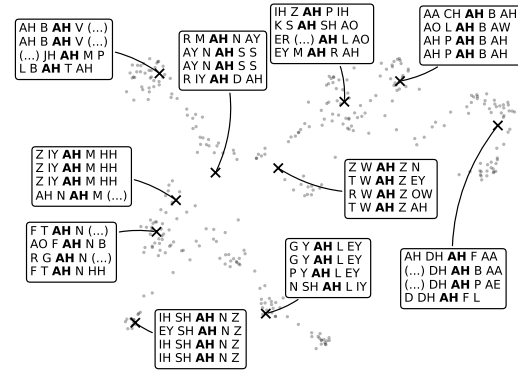 AH B AH V (...)
AH B AH V (...)
(...) JH AH M P
L B AH T AH
R M AH N AY
AY N AH S S
AY N AH S S
R IY AH D AH
IH Z AH P IH
K S AH SH AO
ER (...) AH L AO
EY M AH R AH
AA CH AH B AH
AO L AH B AW
AH P AH B AH
AH P AH B AH
Z IY AH M HH
Z IY AH M HH
Z IY AH M HH
AH N AH M (...)
Z W AH Z N
T W AH Z EY
R W AH Z OW
T W AH Z AH
F T AH N (...)
AO F AH N B
R G AH N (...)
F T AH N HH
G Y AH L EY
G Y AH L EY
P Y AH L EY
N SH AH L IY
AH DH AH F AA
(...) DH AH B AA
(...) DH AH P AE
D DH AH F L
IH SH AH N Z
EY SH AH N Z
IH SH AH N Z
IH SH AH N Z